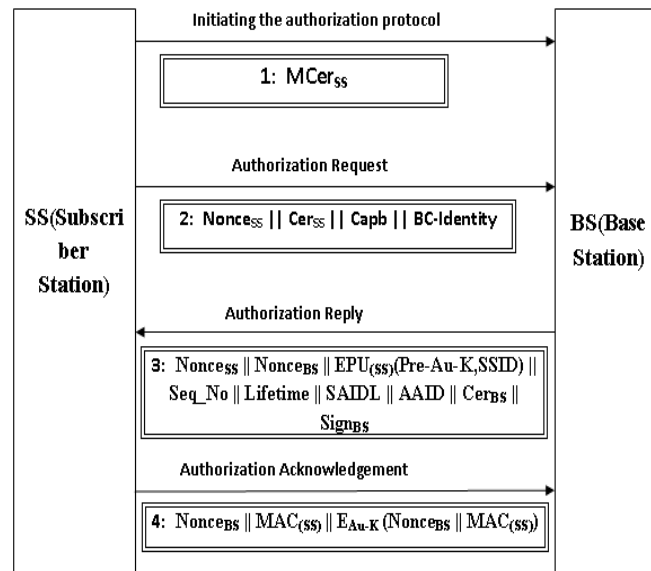 Initiating the authorization protocol
1: MCerSS
Authorization Request
2: NonceSS || CerSS || Capb || BC-Identity
SS(Subscri
ber
Station)
BS(Base
Station)
Authorization Reply
3: NonceSS || NonceBS || EPU(SS)(Pre-Au-K,SSID) ||
Seq_No || Lifetime || SAIDL || AAID || CerBS ||
SignBS
Authorization Acknowledgement
4: NonceBS || MAC(SS) || EAu-K (NonceBS || MAC(SS))